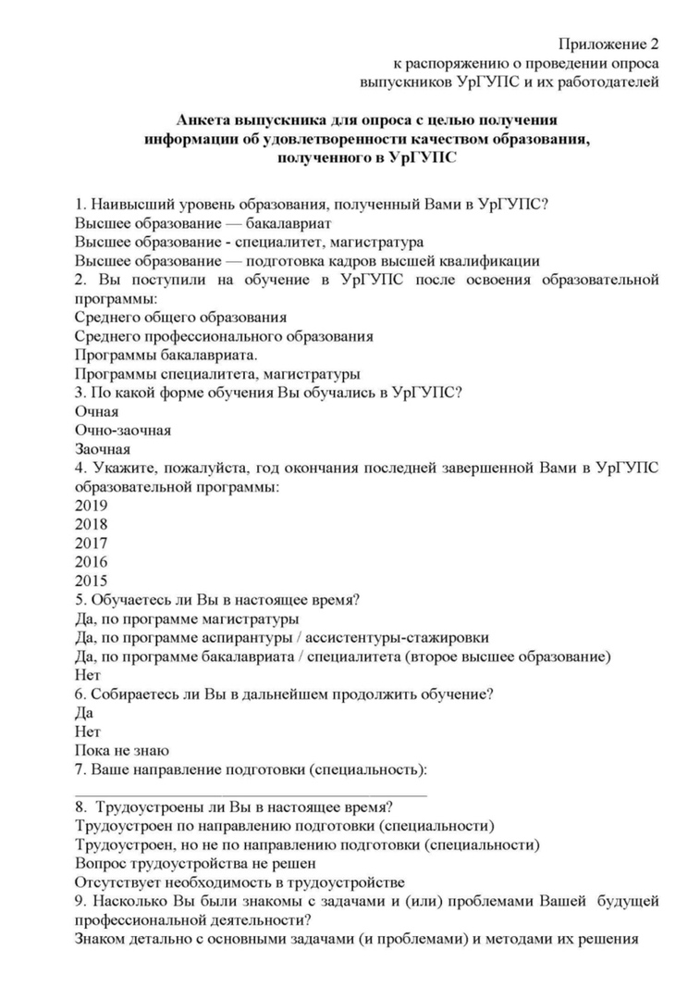 Приложение 2
к распоряжению о проведении опроса
выпускников УрГУПС и их работодателей
Анкета выпускника для опроса с целью получения
информации об удовлетворенности качеством образования,
полученного в УрГУПС
1. Наивысший уровень образования, полученный Вами в УрГУПС?
Высшее образование — бакалавриат
Высшее образование - специалитет, магистратура
Высшее образование — подготовка кадров высшей квалификации
2. Вы поступили на обучение в УрГУПС после освоения образовательной
программы:
Среднего общего образования
Среднего профессионального образования
Программы бакалавриата.
Программы специалитета, магистратуры
3. По какой форме обучения Вы обучались в УрГУПС?
Очная
Очно-заочная
Заочная
4. Укажите, пожалуйста, год окончания последней завершенной Вами в УрГУПС
образовательной программы:
2019
2018
2017
2016
2015
5. Обучаетесь ли Вы в настоящее время?
Да, по программе магистратуры
Да, по программе аспирантуры / ассистентуры-стажировки
Да, по программе бакалавриата / специалитета (второе высшее образование)
Нет
6. Собираетесь ли Вы в дальнейшем продолжить обучение?
Да
Нет
Пока не знаю
7. Ваше направление подготовки (специальность):
8. Трудоустроены ли Вы в настоящее время?
Трудоустроен по направлению подготовки (специальности)
Трудоустроен, но не по направлению подготовки (специальности)
Вопрос трудоустройства не решен
Отсутствует необходимость в трудоустройстве
9. Насколько Вы были знакомы с задачами и (или) проблемами Вашей будущей
профессиональной деятельности?
Знаком детально с основными задачами (и проблемами) и методами их решения